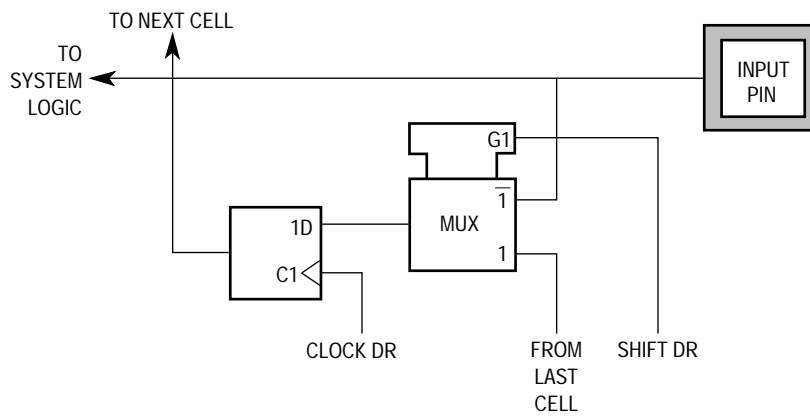 TO NEXT CELL
TO
SYSTEM
LOGIC
INPUT
PIN
G1
1
1D
MUX
1
C1
CLOCK DR
FROM
LAST
CELL
SHIFT DR